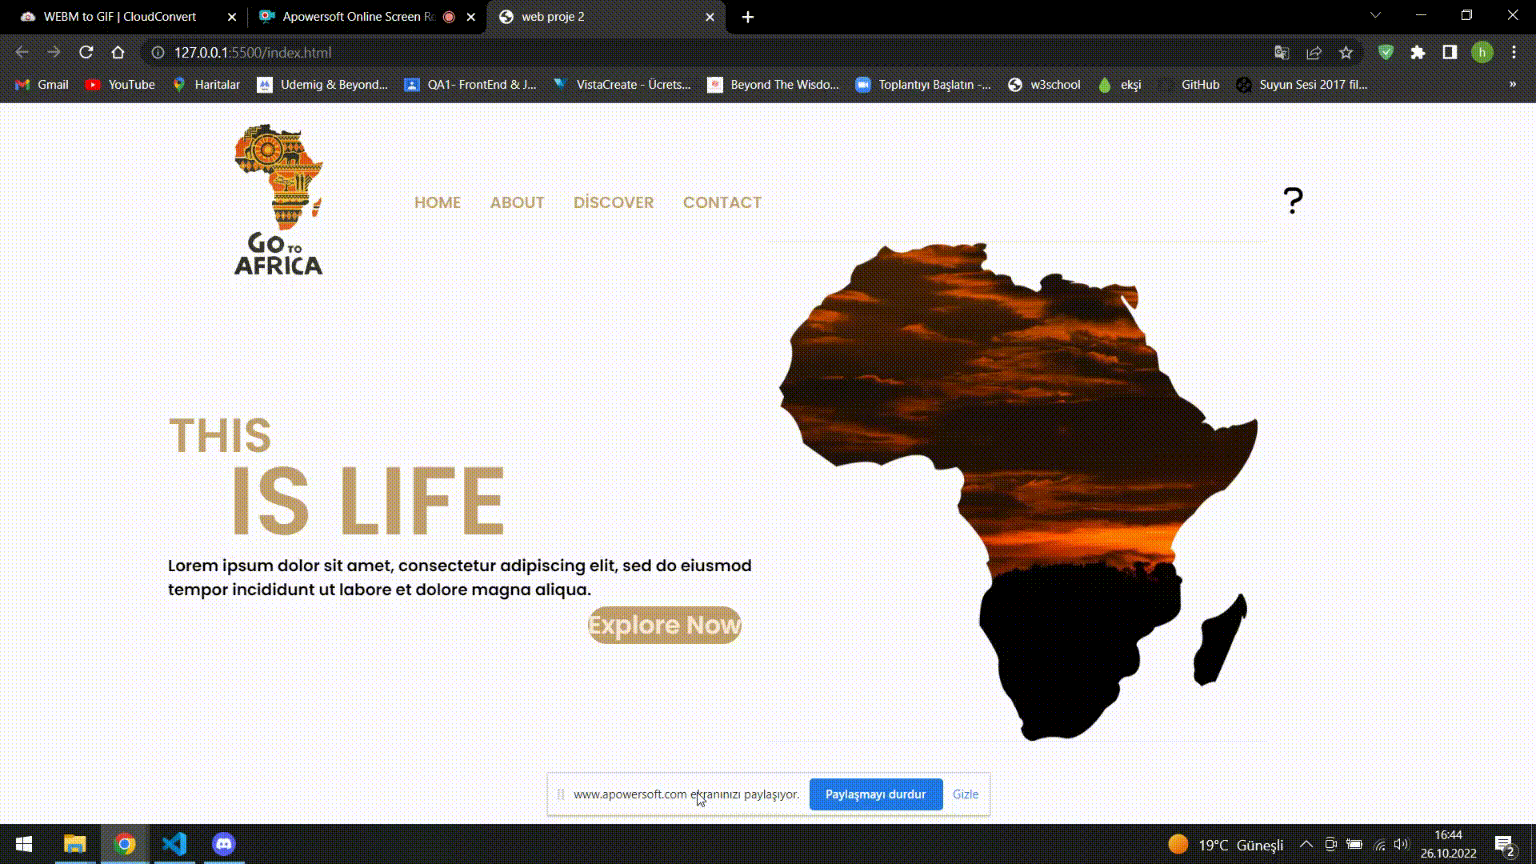 WEBM to GIF | CloudConvert
Apowersoft Online Screen Re
web proje 2
127.0.0.1:5500/index.html
h
Gmail
YouTube
Haritalar
Udemig & Beyond...
QA1- FrontEnd & J...
VistaCreate - Ücrets...
Beyond The Wisdo...
Toplantıyı Başlatın -...
w3school
ekşi
GitHub
Suyun Sesi 2017 fil...
»
GO TO
AFRICA
HOME
ABOUT
DİSCOVER
CONTACT
?
THIS
IS LIFE
Lorem ipsum dolor sit amet, consectetur adipiscing elit, sed do eiusmod
tempor incididunt ut labore et dolore magna aliqua.
Explore Now
www.apowersoft.com ekranınızı paylaşıyor.
Paylaşmayı durdur
Gizle
19°C Güneşli
16:44
26.10.2022
2